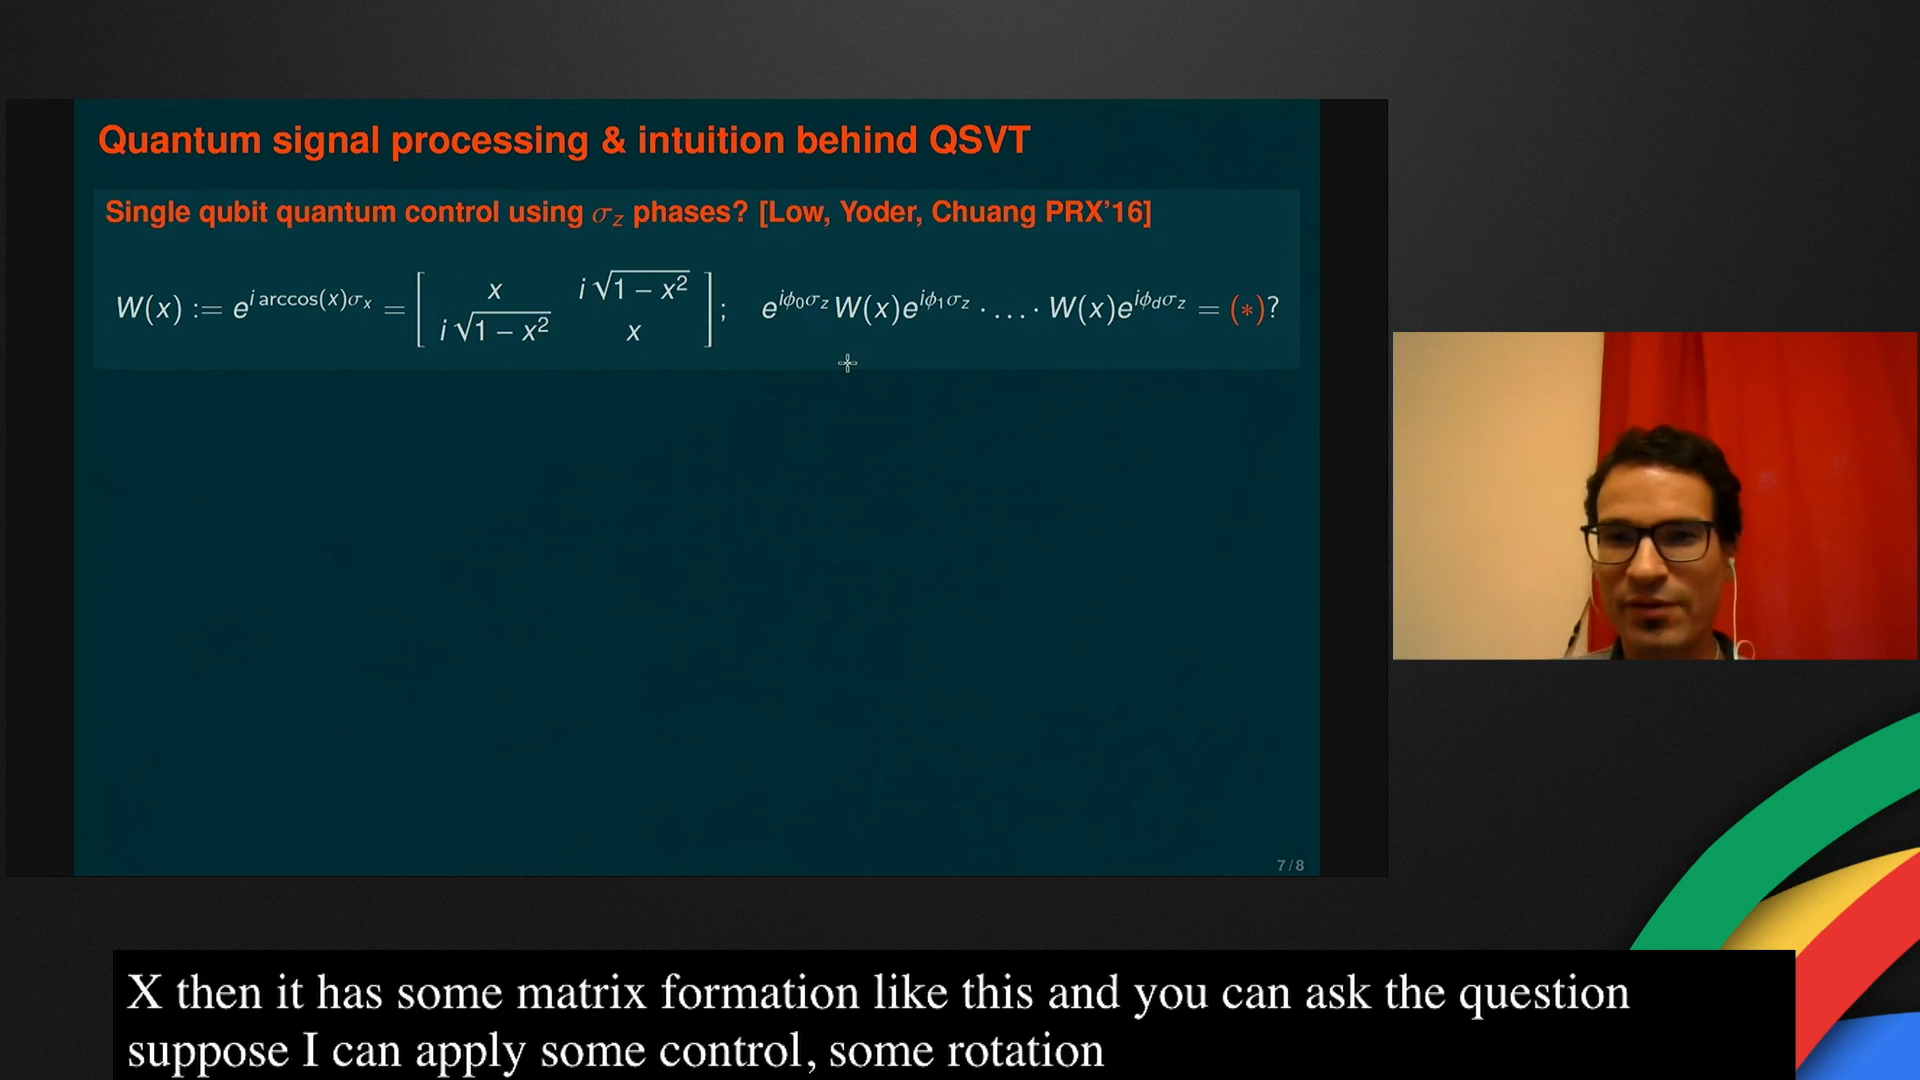 Quantum signal processing & intuition behind QSVT
Single qubit quantum control using σ_z phases? [Low, Yoder, Chuang PRX'16]
W(x) := e^{i arccos(x)σ_x} = [ x  i√(1 − x²) ; i√(1 − x²)  x ];  e^{iϕ_0σ_z}W(x)e^{iϕ_1σ_z} · … · W(x)e^{iϕ_dσ_z} = (∗)?
7 / 8
X then it has some matrix formation like this and you can ask the question
suppose I can apply some control, some rotation